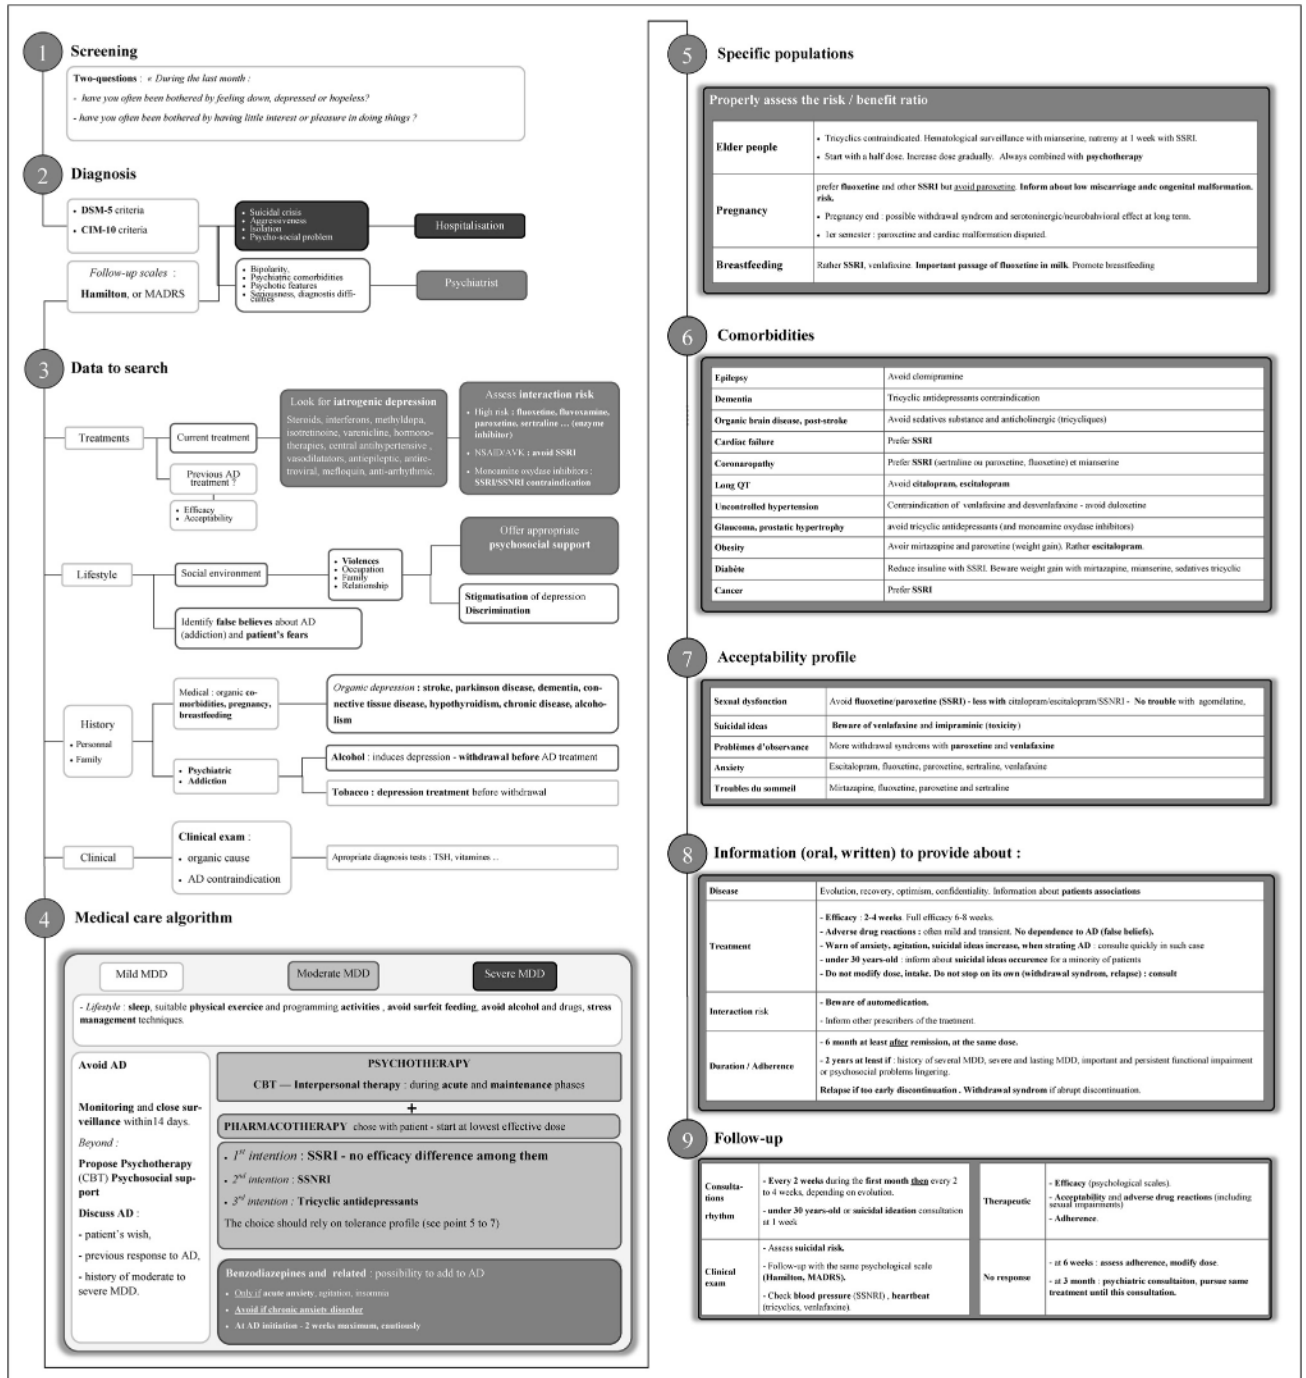 1 Screening
Two-questions : « During the last month :
- have you often been bothered by feeling down, depressed or hopeless?
- have you often been bothered by having little interest or pleasure in doing things ?
2 Diagnosis
• DSM-5 criteria
• CIM-10 criteria
Follow-up scales :
Hamilton, or MADRS
• Suicidal crisis
• Aggressiveness
• Isolation
• Psycho-social problem
Hospitalisation
• Bipolarity,
• Psychiatric comorbidities
• Psychotic features
• Seriousness, diagnostis diffi-
culties
Psychiatrist
3 Data to search
Treatments
Current treatment
Previous AD
treatment ?
• Efficacy
• Acceptability
Look for iatrogenic depression
Steroids, interferons, methyldopa,
isotretinoine, varenicline, hormono-
therapies, central antihypertensive ,
vasodilatators, antiepileptic, antire-
troviral, mefloquin, anti-arrhythmic.
Assess interaction risk
• High risk : fluoxetine, fluvoxamine,
paroxetine, sertraline ... (enzyme
inhibitor)
• NSAID/AVK : avoid SSRI
• Monoamine oxydase inhibitors :
SSRI/SSNRI contraindication
Lifestyle
Social environment
• Violences
• Occupation
• Family
• Relationship
Offer appropriate
psychosocial support
Stigmatisation of depression
Discrimination
Identify false believes about AD
(addiction) and patient's fears
History
• Personnal
• Family
Medical : organic co-
morbidities, pregnancy,
breastfeeding
Organic depression : stroke, parkinson disease, dementia, con-
nective tissue disease, hypothyroidism, chronic disease, alcoho-
lism
• Psychiatric
• Addiction
Alcohol : induces depression - withdrawal before AD treatment
Tobacco : depression treatment before withdrawal
Clinical
Clinical exam :
• organic cause
• AD contraindication
Apropriate diagnosis tests : TSH, vitamines ...
4 Medical care algorithm
Mild MDD
Moderate MDD
Severe MDD
- Lifestyle : sleep, suitable physical exercice and programming activities , avoid surfeit feeding, avoid alcohol and drugs, stress
management techniques.
Avoid AD
Monitoring and close sur-
veillance within14 days.
Beyond :
Propose Psychotherapy
(CBT) Psychosocial sup-
port
Discuss AD :
- patient's wish,
- previous response to AD,
- history of moderate to
severe MDD.
PSYCHOTHERAPY
CBT — Interpersonal therapy : during acute and maintenance phases
+
PHARMACOTHERAPY chose with patient - start at lowest effective dose
• 1st intention : SSRI - no efficacy difference among them
• 2nd intention : SSNRI
• 3rd intention : Tricyclic antidepressants
The choice should rely on tolerance profile (see point 5 to 7)
Benzodiazepines and related : possibility to add to AD
• Only if acute anxiety, agitation, insomnia
• Avoid if chronic anxiety disorder
• At AD initiation - 2 weeks maximum, cautiously
5 Specific populations
Properly assess the risk / benefit ratio
Elder people
• Tricyclics contraindicated. Hematological surveillance with mianserine, natremy at 1 week with SSRI.
• Start with a half dose. Increase dose gradually. Always combined with psychotherapy
Pregnancy
prefer fluoxetine and other SSRI but avoid paroxetine. Inform about low miscarriage andc ongenital malformation.
risk.
• Pregnancy end : possible withdrawal syndrom and serotoninergic/neurobahvioral effect at long term.
• 1er semester : paroxetine and cardiac malformation disputed.
Breastfeeding
Rather SSRI, venlafaxine. Important passage of fluoxetine in milk. Promote breastfeeding
6 Comorbidities
Epilepsy Avoid clomipramine
Dementia Tricyclic antidepressants contraindication
Organic brain disease, post-stroke Avoid sedatives substance and anticholinergic (tricycliques)
Cardiac failure Prefer SSRI
Coronaropathy Prefer SSRI (sertraline ou paroxetine, fluoxetine) et mianserine
Long QT Avoid citalopram, escitalopram
Uncontrolled hypertension Contraindication of venlafaxine and desvenlafaxine - avoid duloxetine
Glaucoma, prostatic hypertrophy avoid tricyclic antidepressants (and monoamine oxydase inhibitors)
Obesity Avoir mirtazapine and paroxetine (weight gain). Rather escitalopram.
Diabète Reduce insuline with SSRI. Beware weight gain with mirtazapine, mianserine, sedatives tricyclic
Cancer Prefer SSRI
7 Acceptability profile
Sexual dysfonction Avoid fluoxetine/paroxetine (SSRI) - less with citalopram/escitalopram/SSNRI - No trouble with agomélatine,
Suicidal ideas Beware of venlafaxine and imipraminic (toxicity)
Problèmes d'observance More withdrawal syndroms with paroxetine and venlafaxine
Anxiety Escitalopram, fluoxetine, paroxetine, sertraline, venlafaxine
Troubles du sommeil Mirtazapine, fluoxetine, paroxetine and sertraline
8 Information (oral, written) to provide about :
Disease Evolution, recovery, optimism, confidentiality. Information about patients associations
Treatment
- Efficacy : 2-4 weeks. Full efficacy 6-8 weeks.
- Adverse drug reactions : often mild and transient. No dependence to AD (false beliefs).
- Warn of anxiety, agitation, suicidal ideas increase, when strating AD : consulte quickly in such case
- under 30 years-old : inform about suicidal ideas occurence for a minority of patients
- Do not modify dose, intake. Do not stop on its own (withdrawal syndrom, relapse) : consult
Interaction risk
- Beware of automedication.
- Inform other prescribers of the traetment.
Duration / Adherence
- 6 month at least after remission, at the same dose.
- 2 years at least if : history of several MDD, severe and lasting MDD, important and persistent functional impairment
or psychosocial problems lingering.
Relapse if too early discontinuation . Withdrawal syndrom if abrupt discontinuation.
9 Follow-up
Consulta-
tions
rhythm
- Every 2 weeks during the first month then every 2
to 4 weeks, depending on evolution.
- under 30 years-old or suicidal ideation consultation
at 1 week
Therapeutic
- Efficacy (psychological scales).
- Acceptability and adverse drug reactions (including
sexual impairments)
- Adherence.
Clinical
exam
- Assess suicidal risk.
- Follow-up with the same psychological scale
(Hamilton, MADRS).
- Check blood pressure (SSNRI) , heartbeat
(tricyclics, venlafaxine).
No response
- at 6 weeks : assess adherence, modify dose.
- at 3 month : psychiatric consultaiton, pursue same
treatment until this consultation.